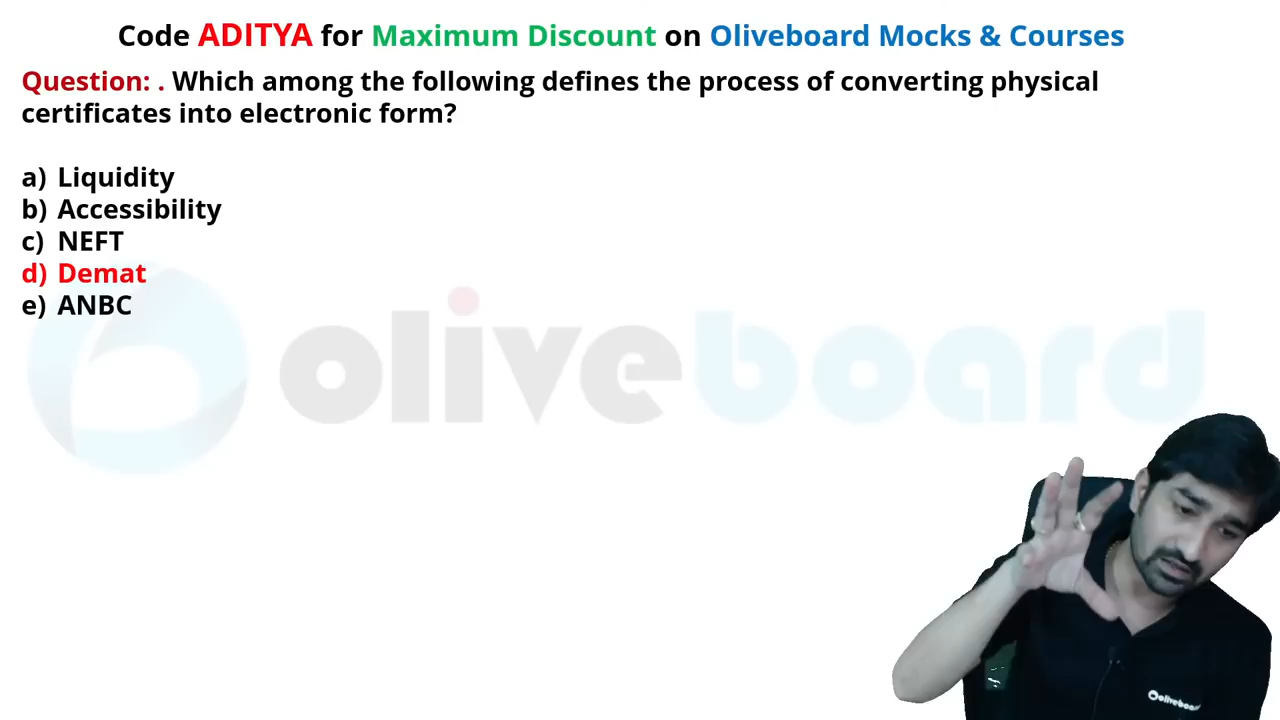 Code ADITYA for Maximum Discount on Oliveboard Mocks & Courses
Question: . Which among the following defines the process of converting physical
certificates into electronic form?
a) Liquidity
b) Accessibility
c) NEFT
d) Demat
e) ANBC
oliveboard
Oliveboard